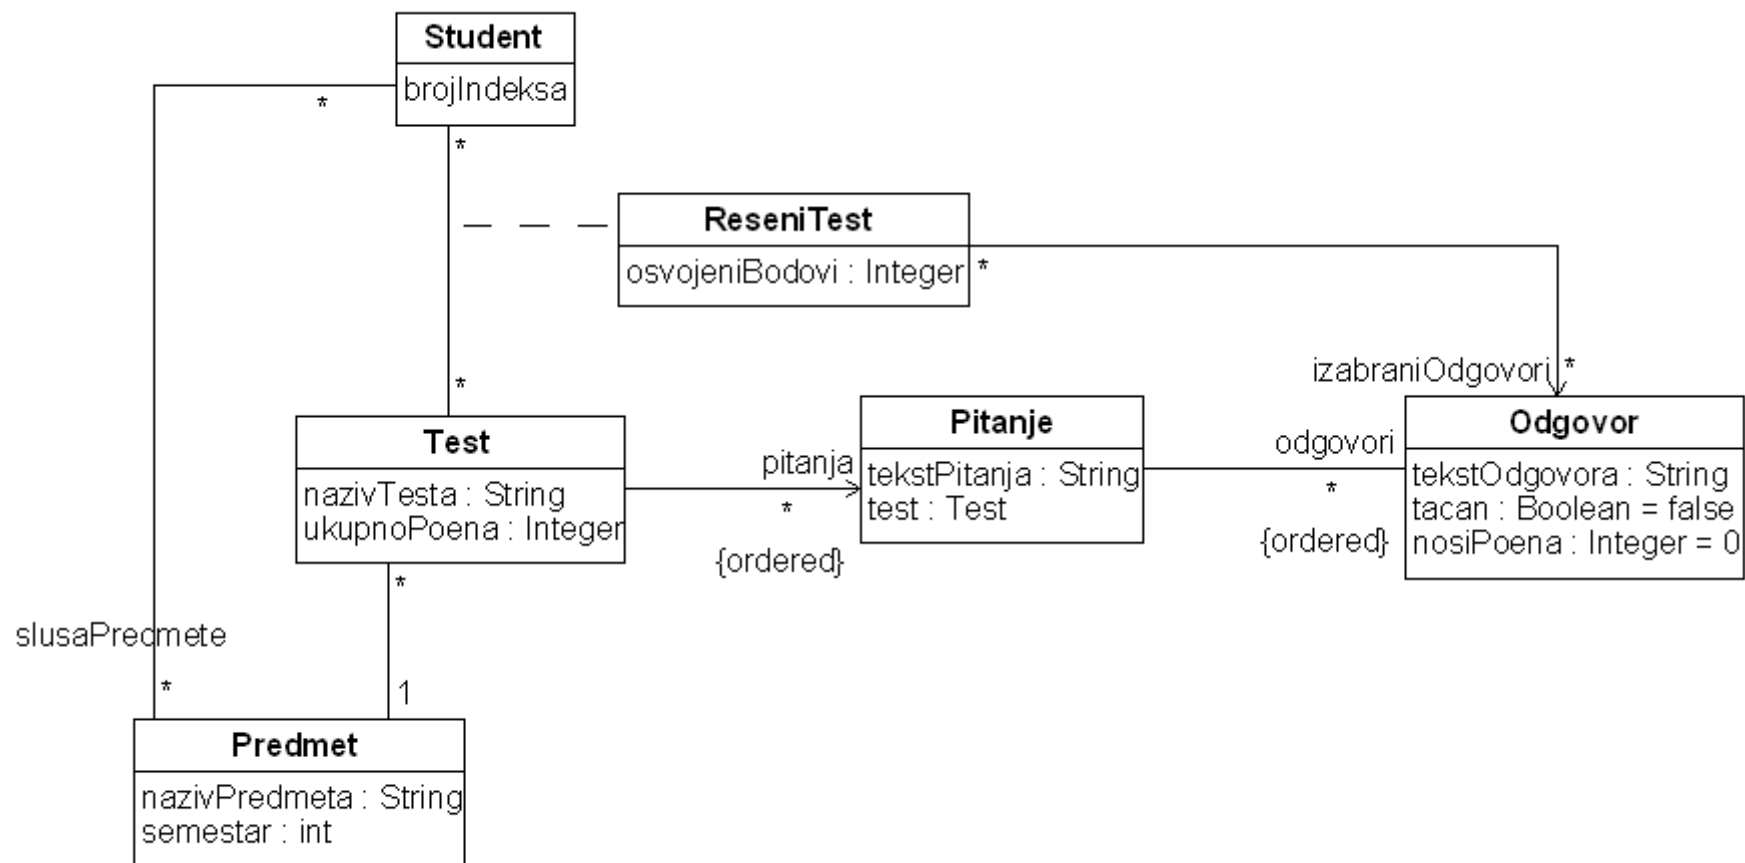 Student
brojIndeksa
*
*
ReseniTest
osvojeniBodovi : Integer
*
*
izabraniOdgovori
*
Test
nazivTesta : String
ukupnoPoena : Integer
pitanja
*
{ordered}
Pitanje
tekstPitanja : String
test : Test
odgovori
*
{ordered}
Odgovor
tekstOdgovora : String
tacan : Boolean = false
nosiPoena : Integer = 0
*
slusaPredmete
*
1
Predmet
nazivPredmeta : String
semestar : int